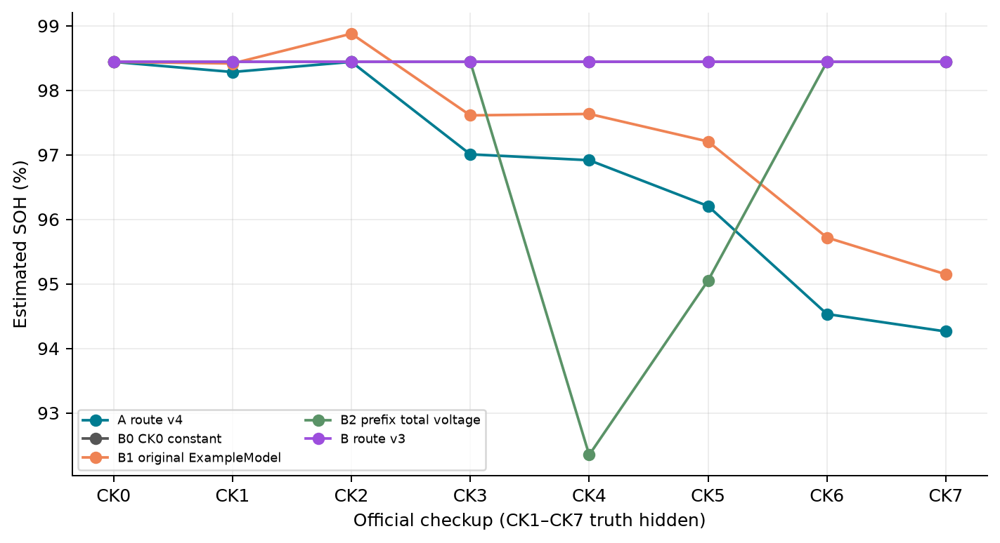 99
98
97
96
95
94
93
Estimated SOH (%)
A route v4
B0 CK0 constant
B1 original ExampleModel
B2 prefix total voltage
B route v3
CK0 CK1 CK2 CK3 CK4 CK5 CK6 CK7
Official checkup (CK1–CK7 truth hidden)